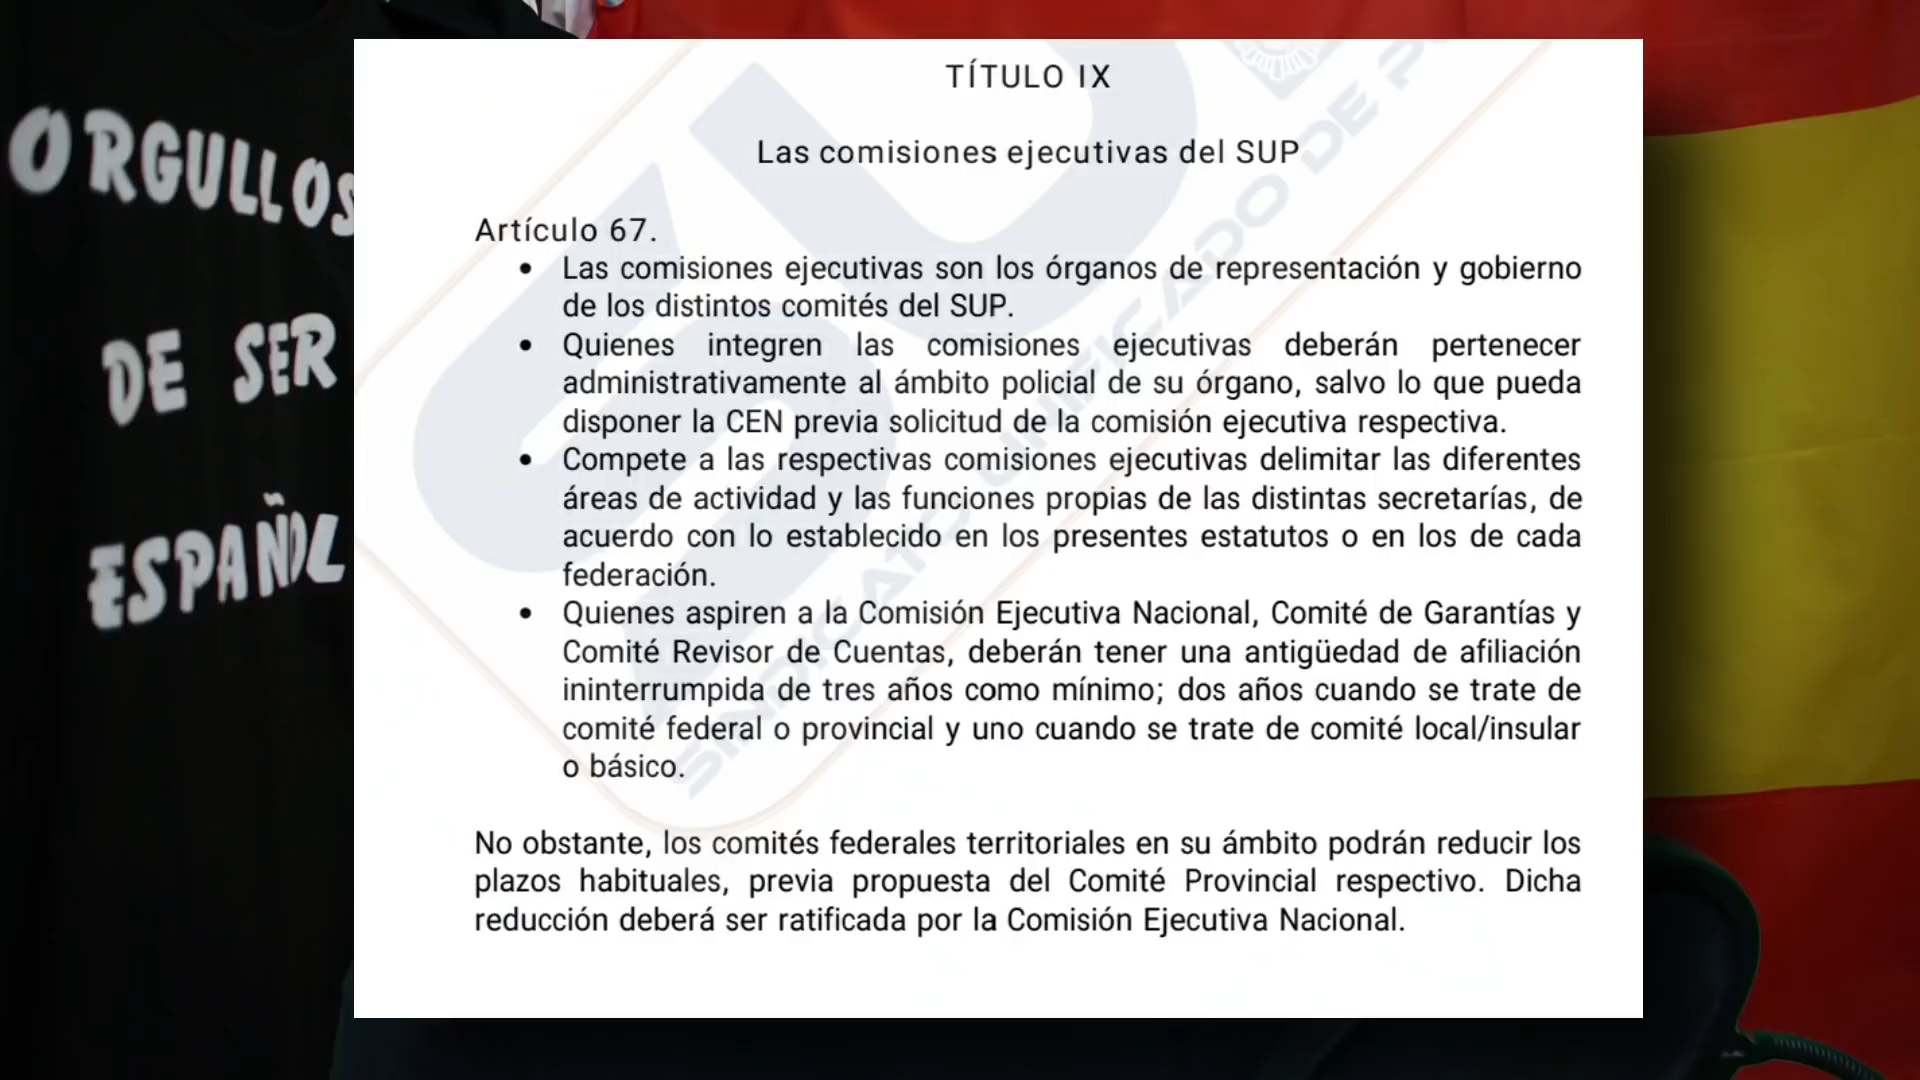 ORGULLOS
DE SER
ESPAÑOL
TÍTULO IX
Las comisiones ejecutivas del SUP
Artículo 67.
• Las comisiones ejecutivas son los órganos de representación y gobierno
de los distintos comités del SUP.
• Quienes integren las comisiones ejecutivas deberán pertenecer
administrativamente al ámbito policial de su órgano, salvo lo que pueda
disponer la CEN previa solicitud de la comisión ejecutiva respectiva.
• Compete a las respectivas comisiones ejecutivas delimitar las diferentes
áreas de actividad y las funciones propias de las distintas secretarías, de
acuerdo con lo establecido en los presentes estatutos o en los de cada
federación.
• Quienes aspiren a la Comisión Ejecutiva Nacional, Comité de Garantías y
Comité Revisor de Cuentas, deberán tener una antigüedad de afiliación
ininterrumpida de tres años como mínimo; dos años cuando se trate de
comité federal o provincial y uno cuando se trate de comité local/insular
o básico.
No obstante, los comités federales territoriales en su ámbito podrán reducir los
plazos habituales, previa propuesta del Comité Provincial respectivo. Dicha
reducción deberá ser ratificada por la Comisión Ejecutiva Nacional.
SU
SINDICATO UNIFICADO DE P